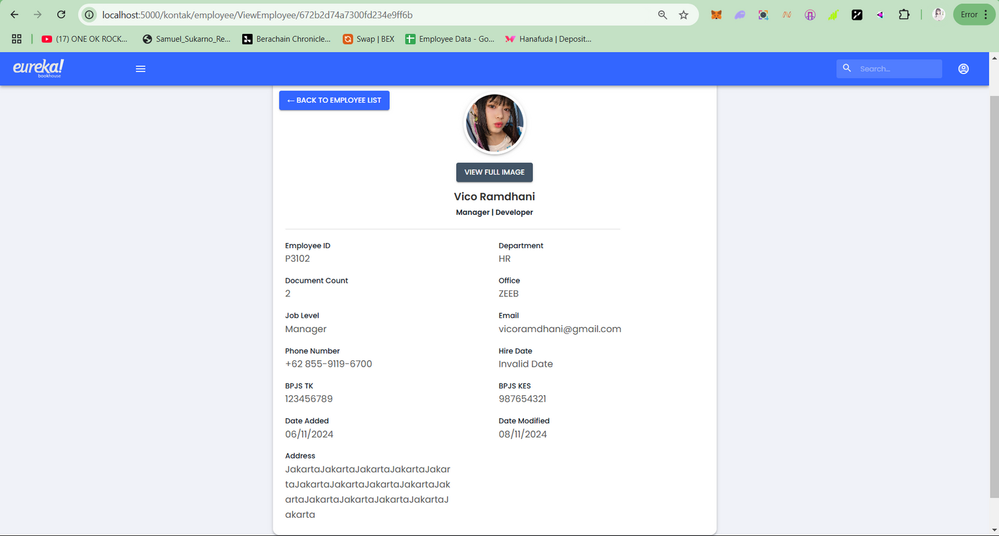 localhost:5000/kontak/employee/ViewEmployee/672b2d74a7300fd234e9ff6b
Error
(17) ONE OK ROCK...
Samuel_Sukarno_Re...
Berachain Chronicle...
Swap | BEX
Employee Data - Go...
Hanafuda | Deposit...
eureka!
bookhouse
Search...
← BACK TO EMPLOYEE LIST
VIEW FULL IMAGE
Vico Ramdhani
Manager | Developer
Employee ID
P3102
Department
HR
Document Count
2
Office
ZEEB
Job Level
Manager
Email
vicoramdhani@gmail.com
Phone Number
+62 855-9119-6700
Hire Date
Invalid Date
BPJS TK
123456789
BPJS KES
987654321
Date Added
06/11/2024
Date Modified
08/11/2024
Address
JakartaJakartaJakartaJakartaJakar
taJakartaJakartaJakartaJakartaJak
artaJakartaJakartaJakartaJakartaJ
akarta